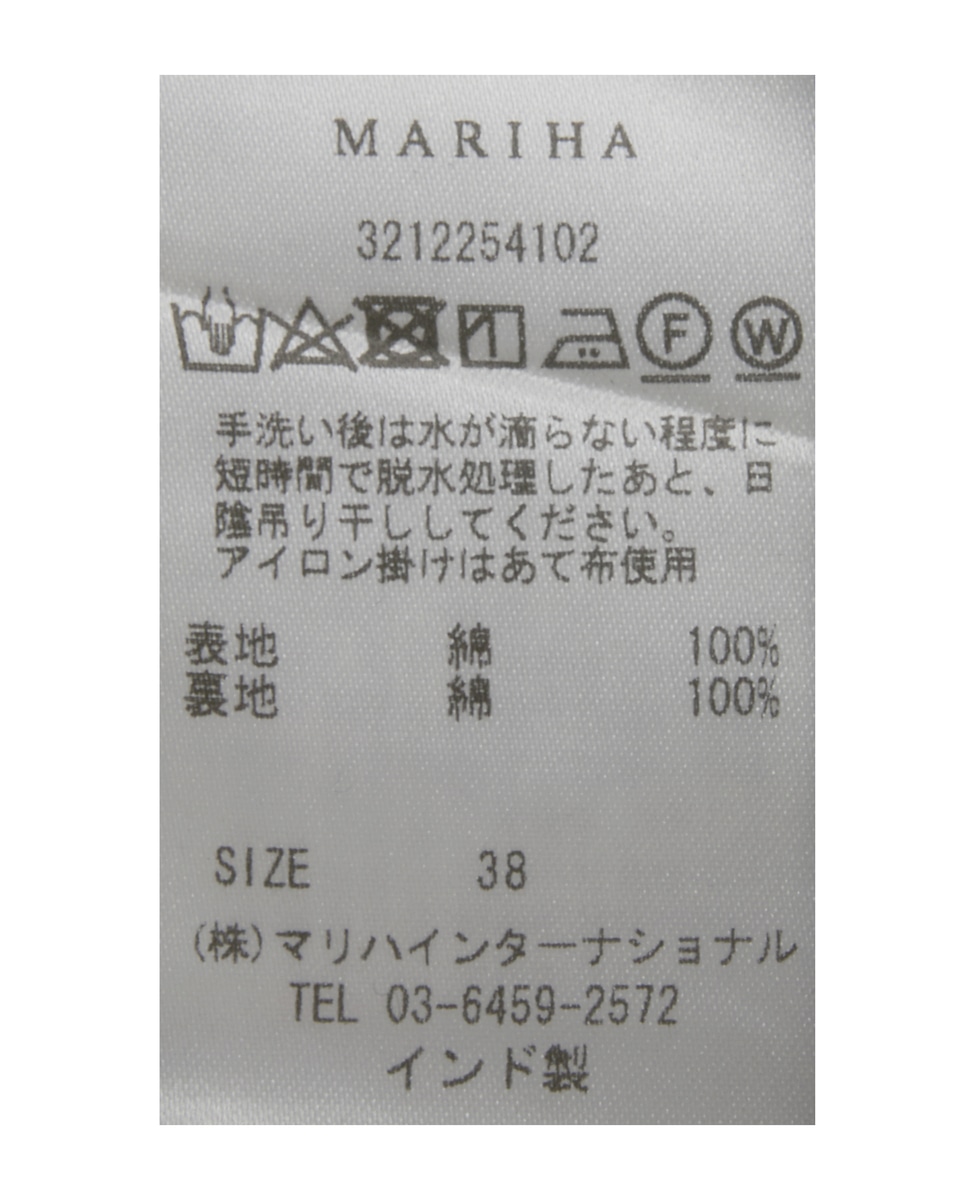 MARIHA
3212254102
F W
手洗い後は水が滴らない程度に
短時間で脱水処理したあと、日
陰吊り干ししてください。
アイロン掛けはあて布使用
表地 綿 100%
裏地 綿 100%
SIZE 38
(株)マリハインターナショナル
TEL 03-6459-2572
インド製